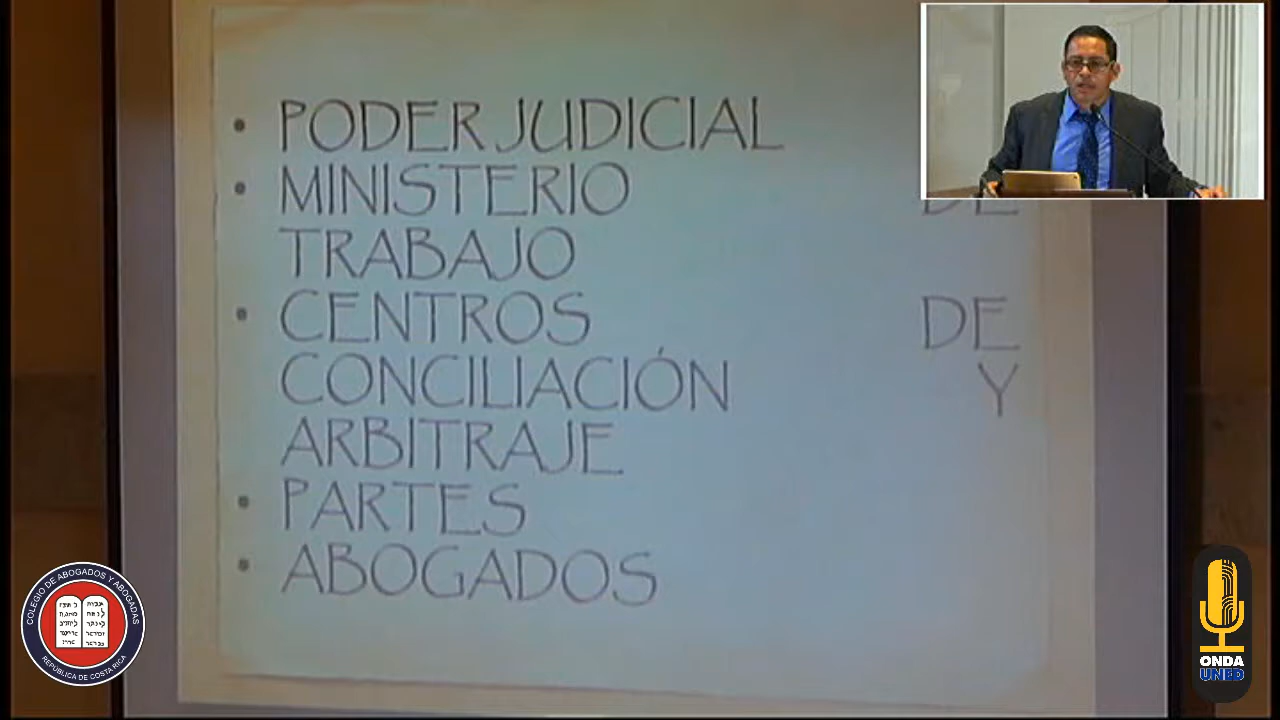 • PODER JUDICIAL
• MINISTERIO DE
TRABAJO
• CENTROS DE
CONCILIACIÓN Y
ARBITRAJE
• PARTES
• ABOGADOS
COLEGIO DE ABOGADOS Y ABOGADAS
REPÚBLICA DE COSTA RICA
ONDA
UNED